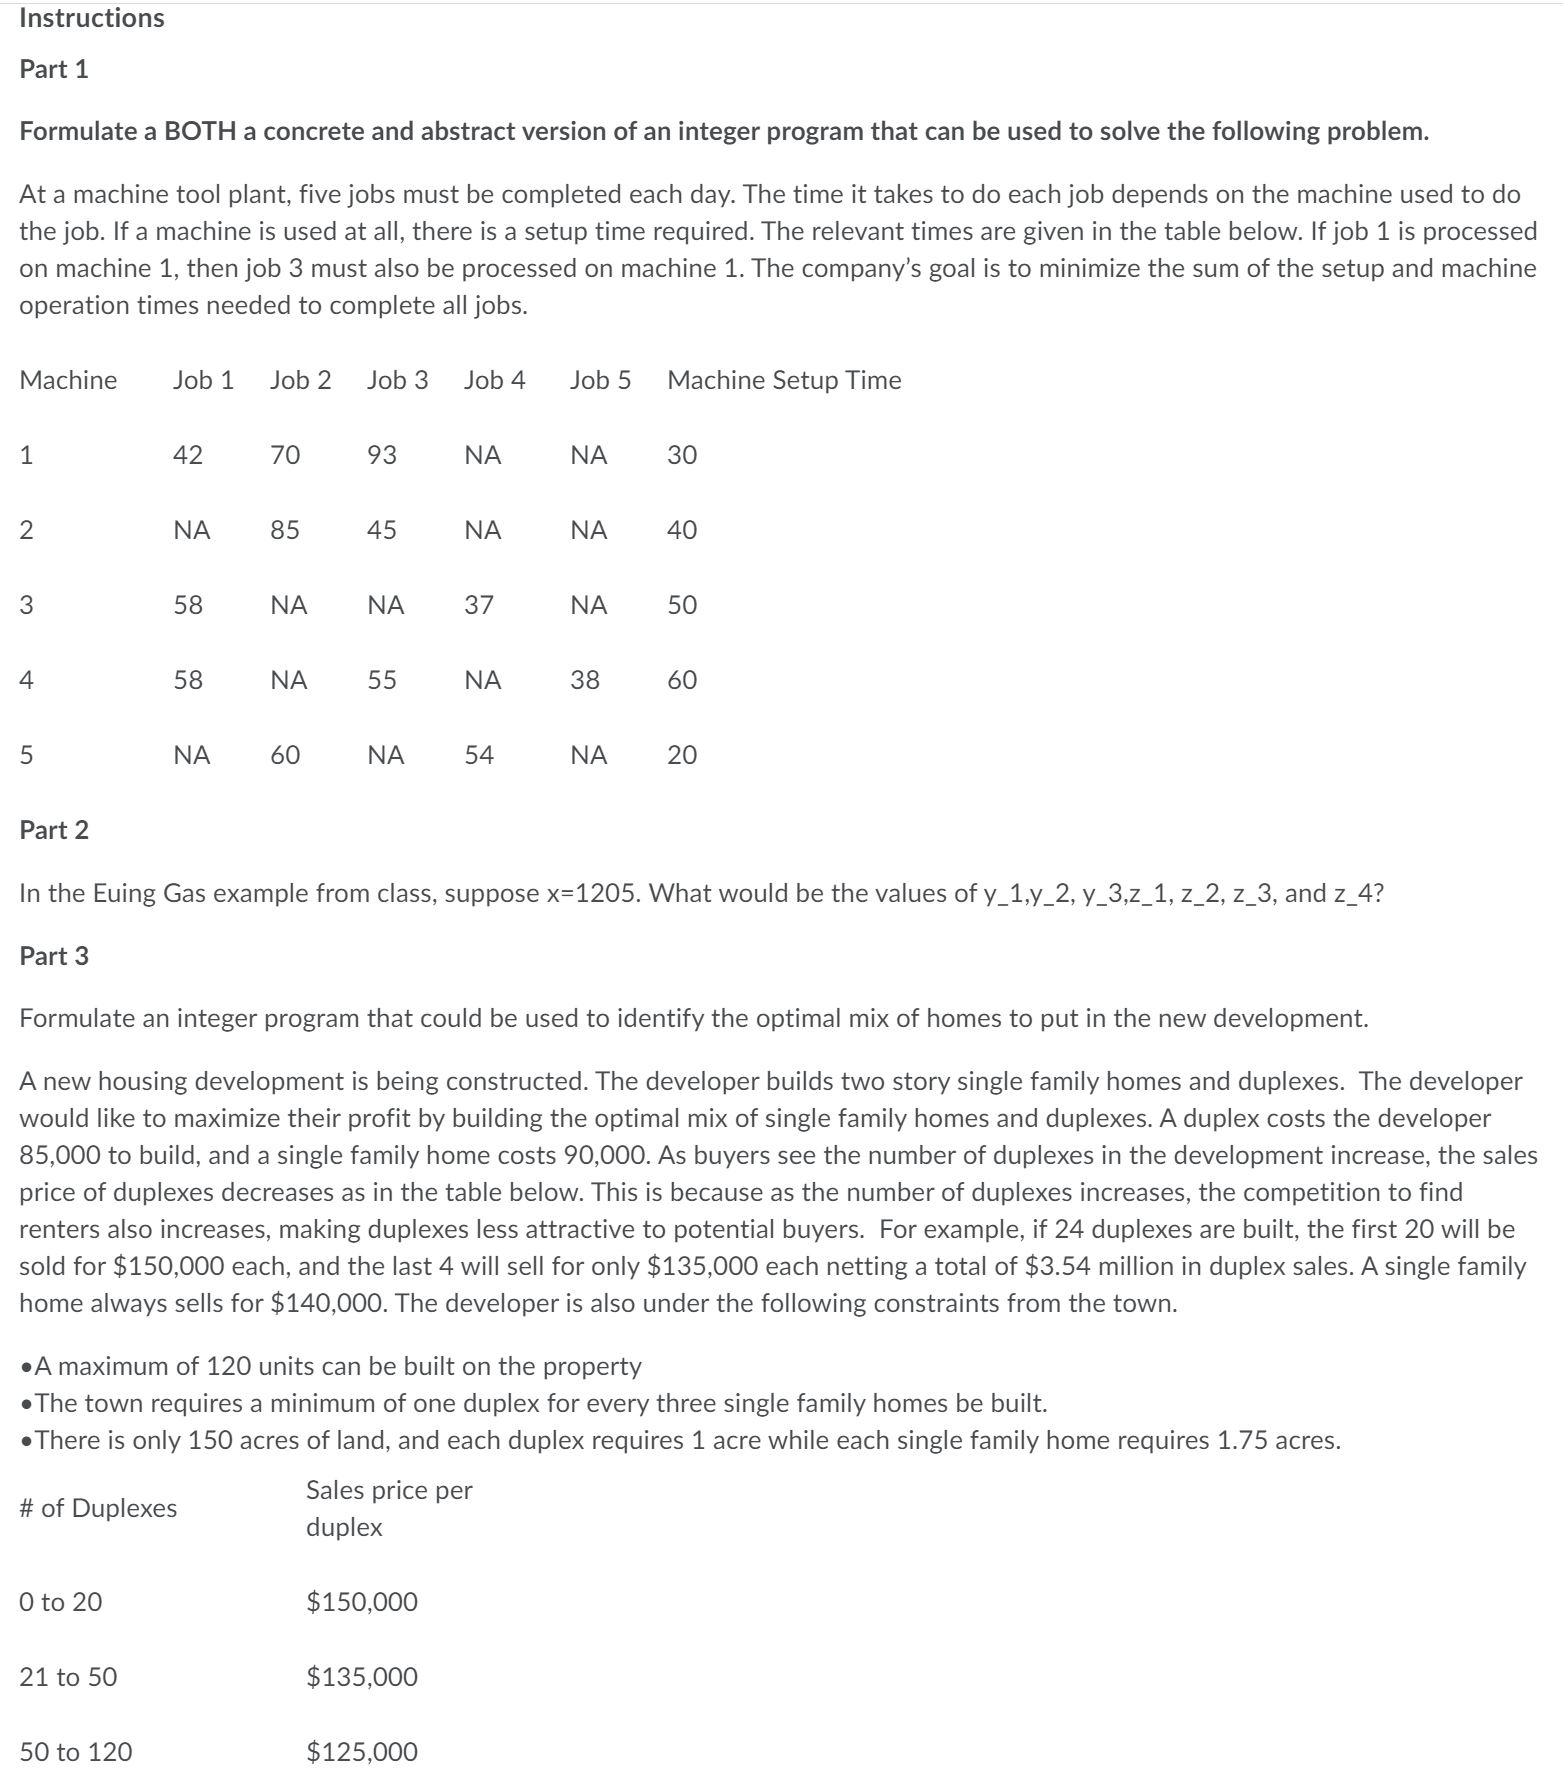 Instructions
Part 1
Formulate a BOTH a concrete and abstract version of an integer program that can be used to solve the following problem.
At a machine tool plant, five jobs must be completed each day. The time it takes to do each job depends on the machine used to do
the job. If a machine is used at all, there is a setup time required. The relevant times are given in the table below. If job 1 is processed
on machine 1, then job 3 must also be processed on machine 1. The company’s goal is to minimize the sum of the setup and machine
operation times needed to complete all jobs.
Machine Job 1 Job 2 Job 3 Job 4 Job 5 Machine Setup Time
1 42 70 93 NA NA 30
2 NA 85 45 NA NA 40
3 58 NA NA 37 NA 50
4 58 NA 55 NA 38 60
5 NA 60 NA 54 NA 20
Part 2
In the Euing Gas example from class, suppose x=1205. What would be the values of y_1,y_2, y_3,z_1, z_2, z_3, and z_4?
Part 3
Formulate an integer program that could be used to identify the optimal mix of homes to put in the new development.
A new housing development is being constructed. The developer builds two story single family homes and duplexes.  The developer
would like to maximize their profit by building the optimal mix of single family homes and duplexes. A duplex costs the developer
85,000 to build, and a single family home costs 90,000. As buyers see the number of duplexes in the development increase, the sales
price of duplexes decreases as in the table below. This is because as the number of duplexes increases, the competition to find
renters also increases, making duplexes less attractive to potential buyers.  For example, if 24 duplexes are built, the first 20 will be
sold for $150,000 each, and the last 4 will sell for only $135,000 each netting a total of $3.54 million in duplex sales. A single family
home always sells for $140,000. The developer is also under the following constraints from the town.
•A maximum of 120 units can be built on the property
•The town requires a minimum of one duplex for every three single family homes be built.
•There is only 150 acres of land, and each duplex requires 1 acre while each single family home requires 1.75 acres.
# of Duplexes Sales price per
duplex
0 to 20 $150,000
21 to 50 $135,000
50 to 120 $125,000